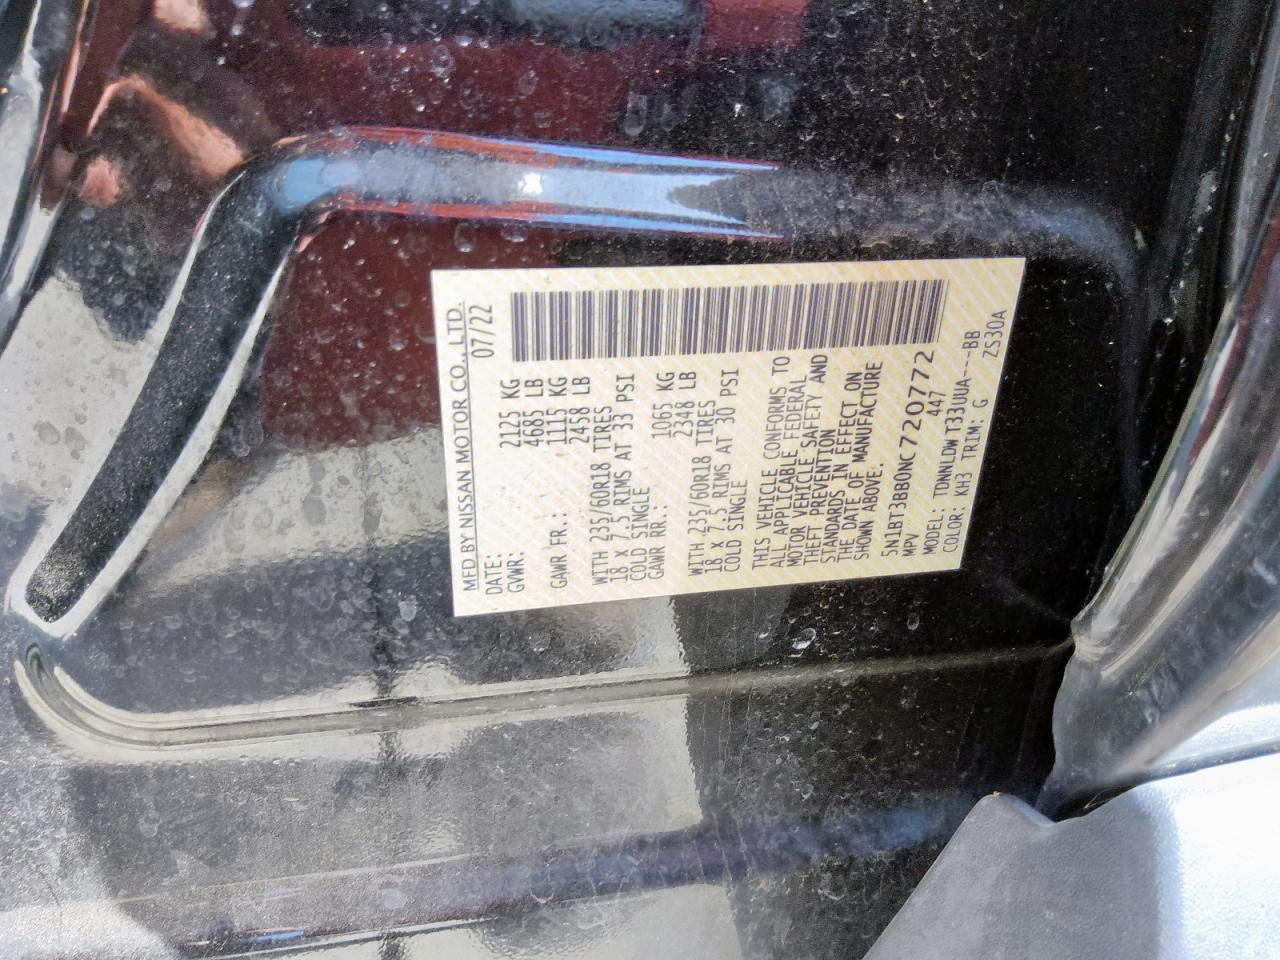 MFD BY NISSAN MOTOR CO., LTD.
DATE: 07/22
GVWR: 2125 KG
4685 LB
GAWR FR.: 1115 KG
2458 LB
WITH 235/60R18 TIRES
18 x 7.5 RIMS AT 33 PSI
COLD SINGLE
GAWR RR.: 1065 KG
2348 LB
WITH 235/60R18 TIRES
18 x 7.5 RIMS AT 30 PSI
COLD SINGLE
THIS VEHICLE CONFORMS TO
ALL APPLICABLE FEDERAL
MOTOR VEHICLE SAFETY AND
THEFT PREVENTION
STANDARDS IN EFFECT ON
THE DATE OF MANUFACTURE
SHOWN ABOVE.
5N1BT3BB0NC720772
MPV 447
MODEL: TDNNLDWT33UUA---BB
COLOR: KH3 TRIM: G ZS30A